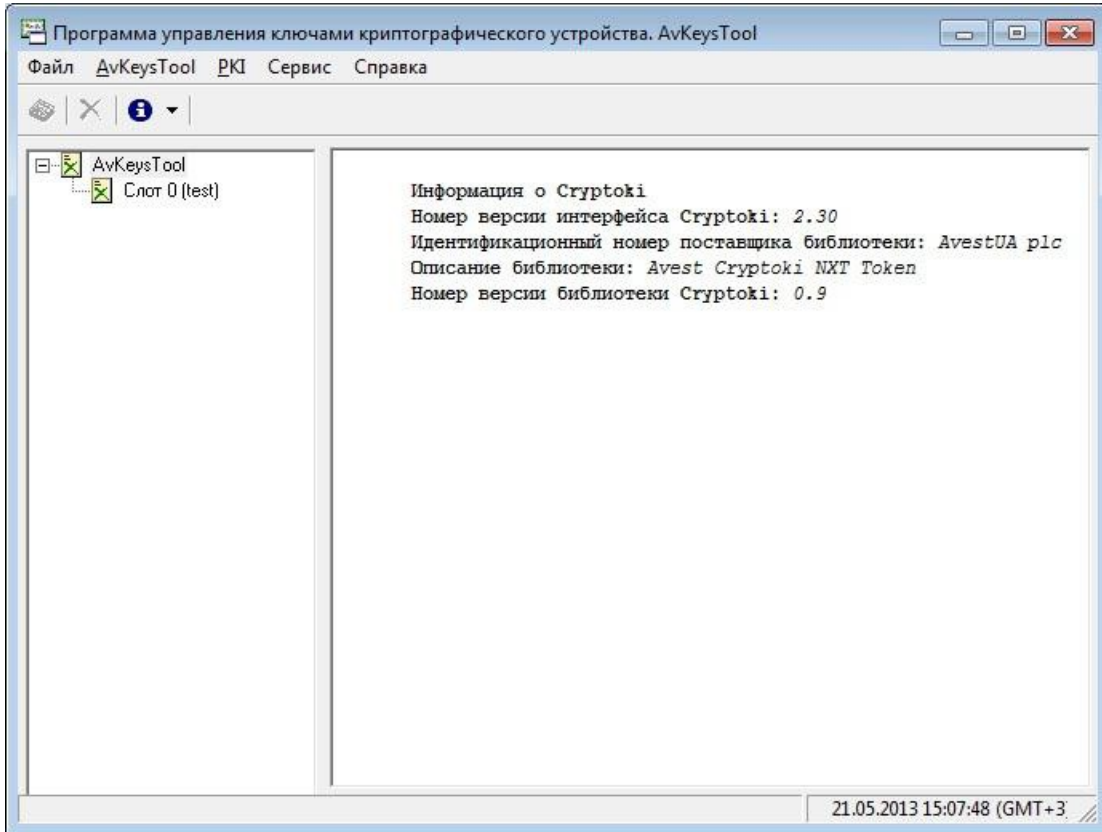 Программа управления ключами криптографического устройства. AvKeysTool
Файл AvKeysTool PKI Сервис Справка
AvKeysTool
Слот 0 (test)
Информация о Cryptoki
Номер версии интерфейса Cryptoki: 2.30
Идентификационный номер поставщика библиотеки: AvestUA plc
Описание библиотеки: Avest Cryptoki NXT Token
Номер версии библиотеки Cryptoki: 0.9
21.05.2013 15:07:48 (GMT+3